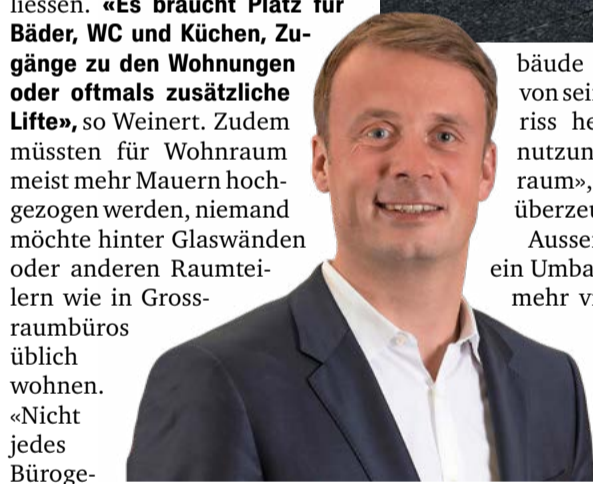 liessen. «Es braucht Platz für
Bäder, WC und Küchen, Zu-
gänge zu den Wohnungen
oder oftmals zusätzliche
Lifte», so Weinert. Zudem
müssten für Wohnraum
meist mehr Mauern hoch-
gezogen werden, niemand
möchte hinter Glaswänden
oder anderen Raumtei-
lern wie in Gross-
raumbüros
üblich
wohnen.
«Nicht
jedes
Büroge-
bäude
von sei
riss he
nutzun
raum»,
überzeu
Ausse
ein Umba
mehr v